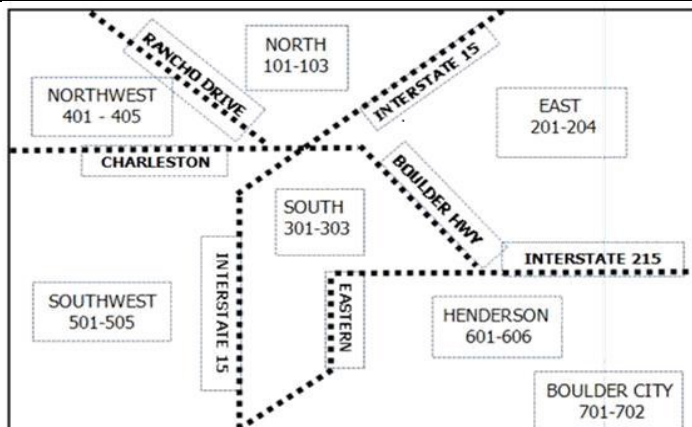 NORTH
101-103
RANCHO DRIVE
INTERSTATE 15
NORTHWEST
401 - 405
EAST
201-204
CHARLESTON
BOULDER HWY
SOUTH
301-303
INTERSTATE 215
INTERSTATE 15
EASTERN
SOUTHWEST
501-505
HENDERSON
601-606
BOULDER CITY
701-702